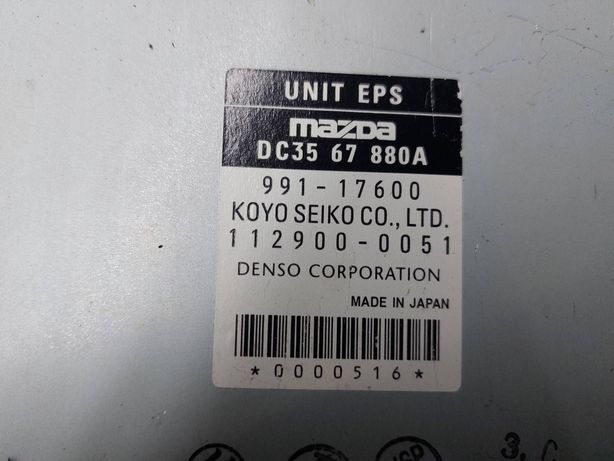 UNIT EPS
mazda
DC35 67 880A
991-17600
KOYO SEIKO CO., LTD.
112900-0051
DENSO CORPORATION
MADE IN JAPAN
*0000516*